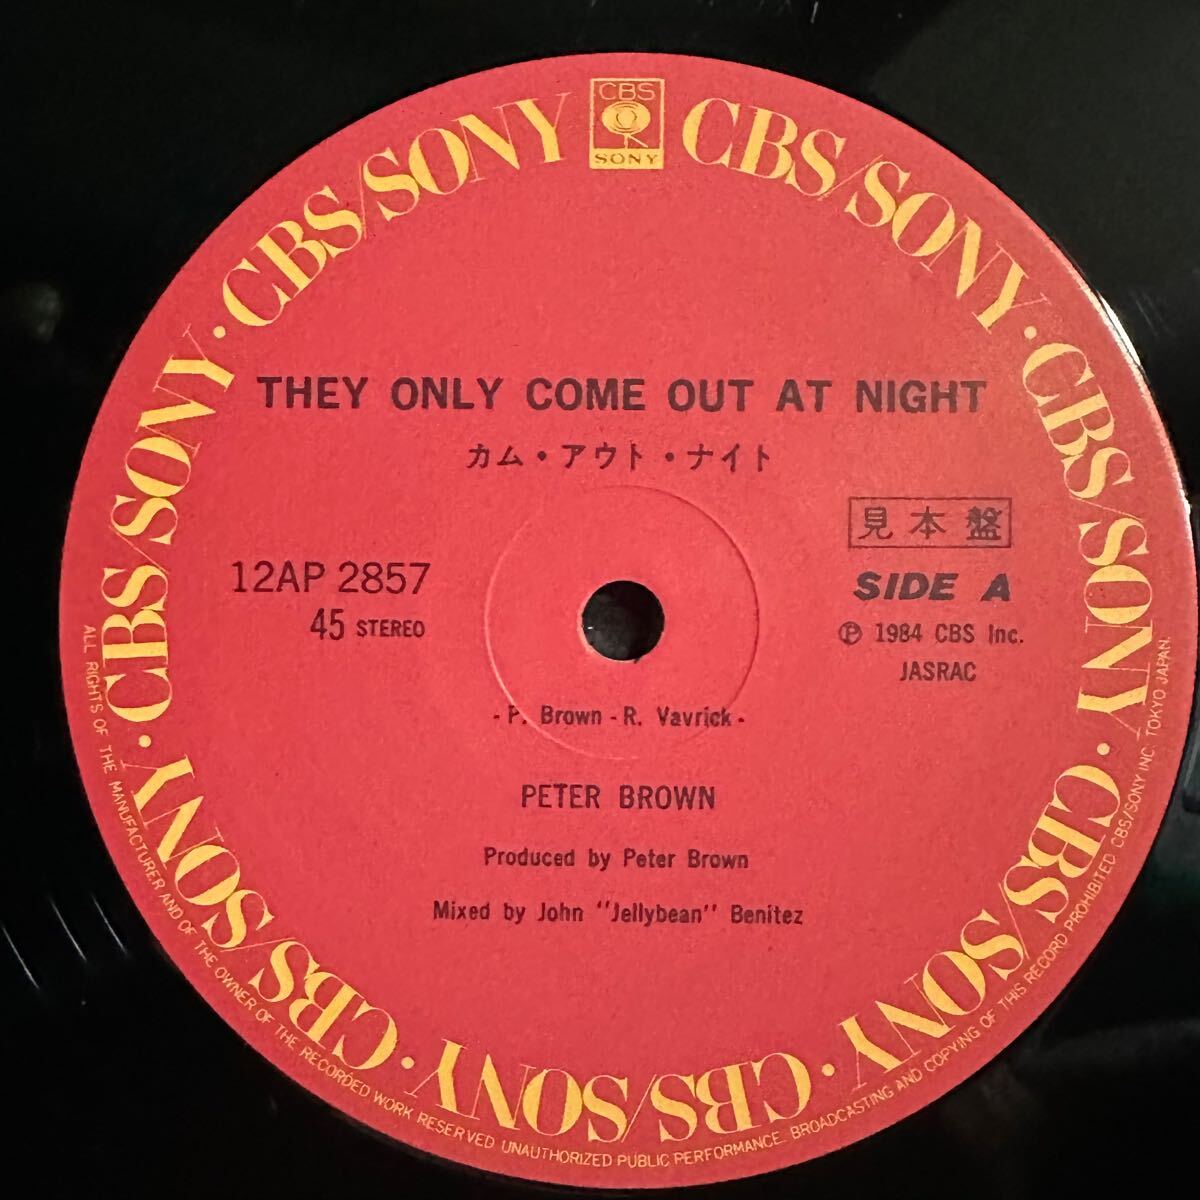 CBS
SONY
CBS/SONY · CBS/SONY · CBS/SONY · CBS/SONY · CBS/SONY · CBS/SONY · CBS/SONY · CBS/SONY
THEY ONLY COME OUT AT NIGHT
カム・アウト・ナイト
見本盤
12AP 2857
SIDE A
45 STEREO
Ⓟ 1984 CBS Inc.
JASRAC
- P. Brown - R. Vavrick -
PETER BROWN
Produced by Peter Brown
Mixed by John "Jellybean" Benitez
ALL RIGHTS OF THE MANUFACTURER AND OF THE OWNER OF THE RECORDED WORK RESERVED UNAUTHORIZED PUBLIC PERFORMANCE. BROADCASTING AND COPYING OF THIS RECORD PROHIBITED CBS/SONY INC. TOKYO JAPAN.